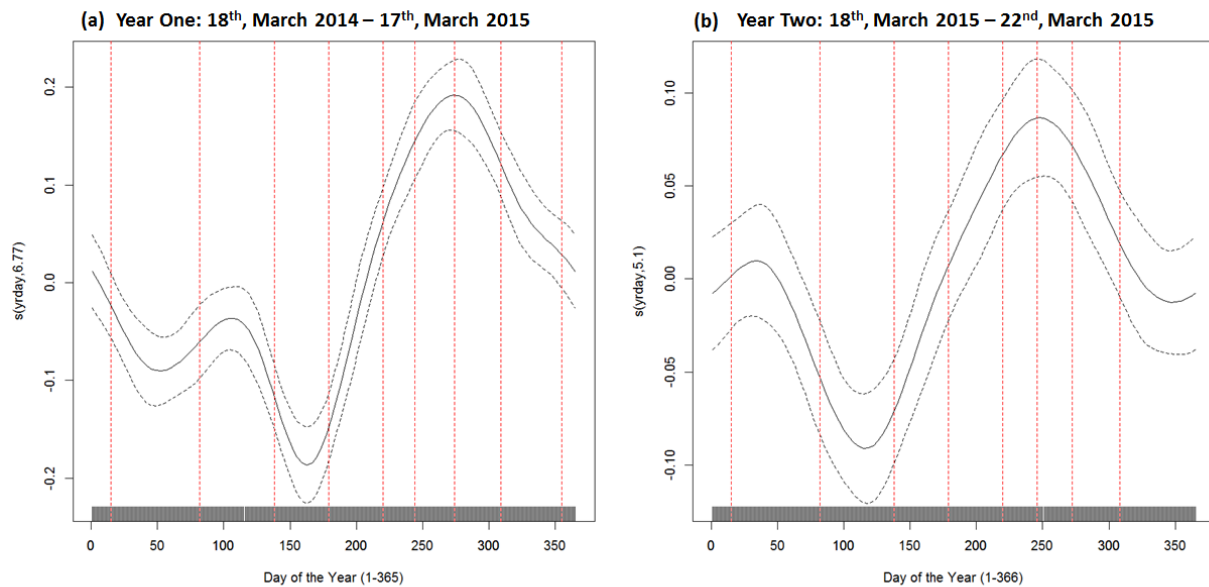 (a) Year One: 18th, March 2014 – 17th, March 2015
s(yrday,6.77)
0.2
0.1
0.0
-0.1
-0.2
0 50 100 150 200 250 300 350
Day of the Year (1-365)
(b) Year Two: 18th, March 2015 – 22nd, March 2015
s(yrday,5.1)
0.10
0.05
0.00
-0.05
-0.10
0 50 100 150 200 250 300 350
Day of the Year (1-366)